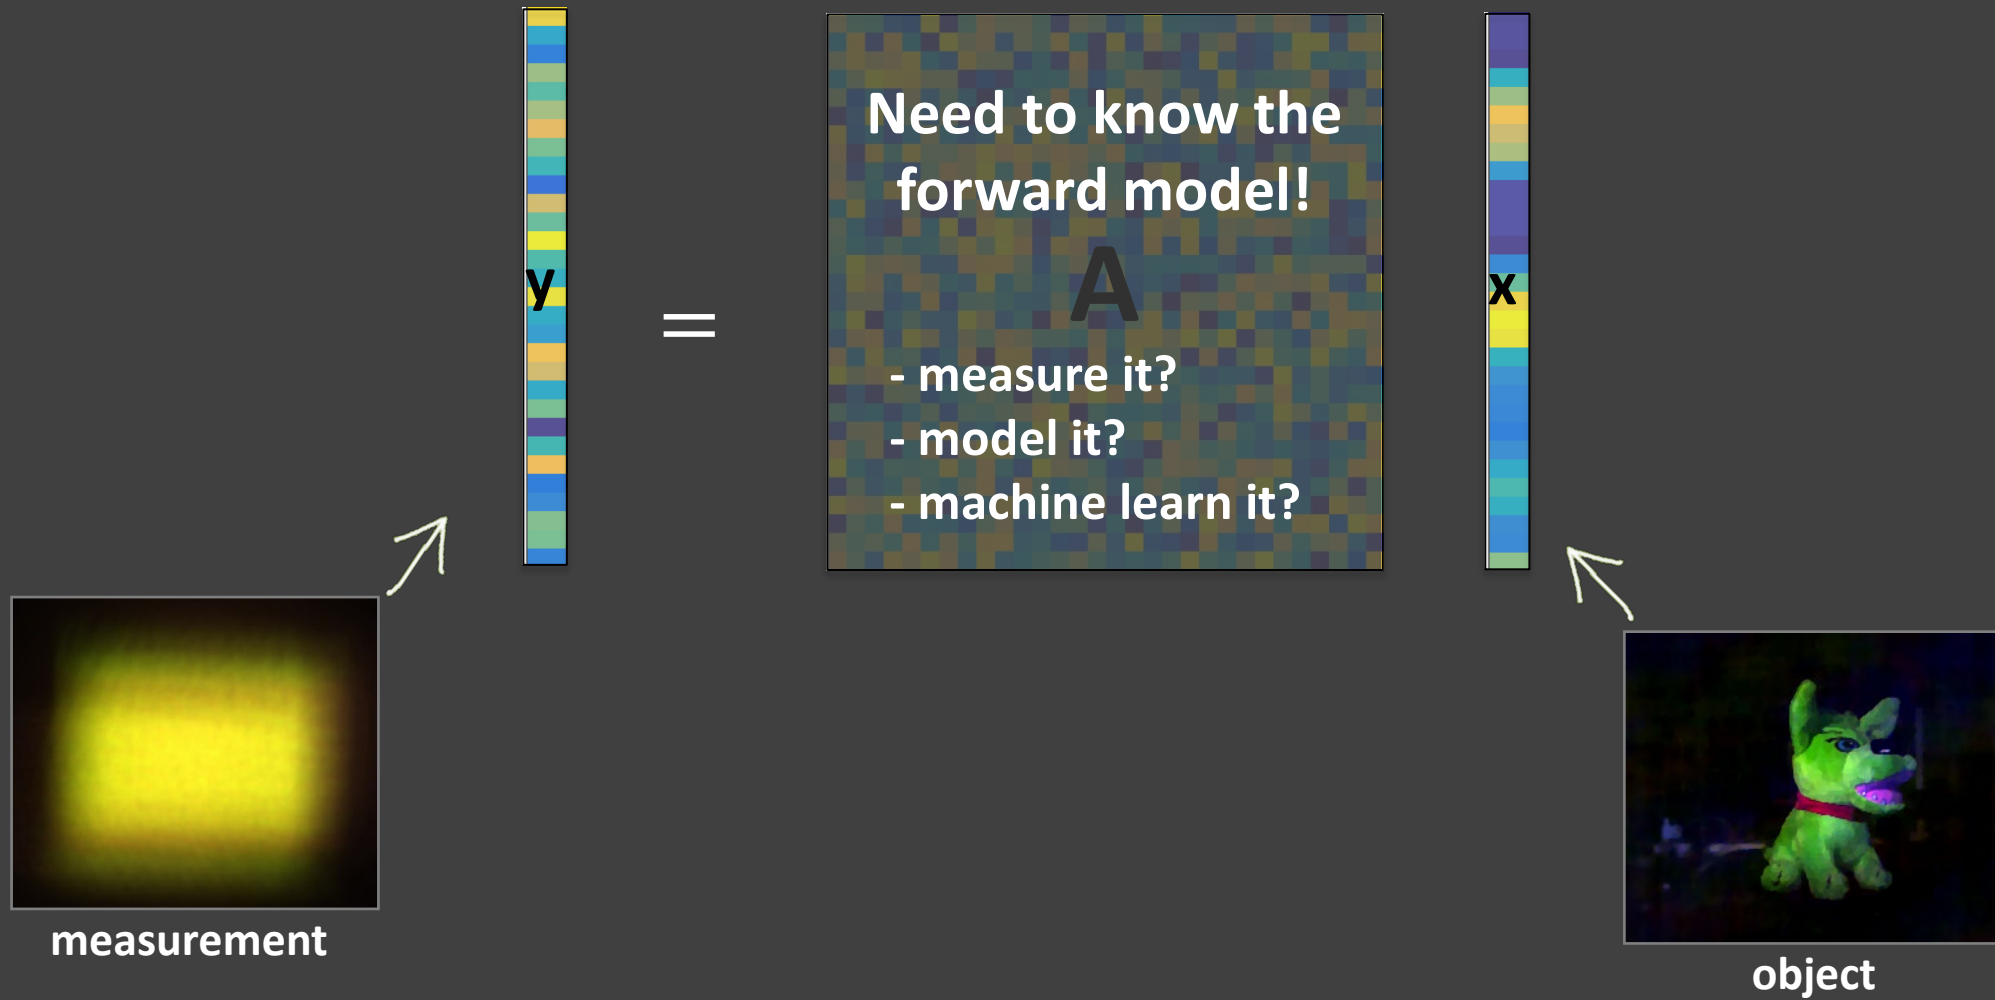 y
=
Need to know the
forward model!
A
- measure it?
- model it?
- machine learn it?
x
measurement
object